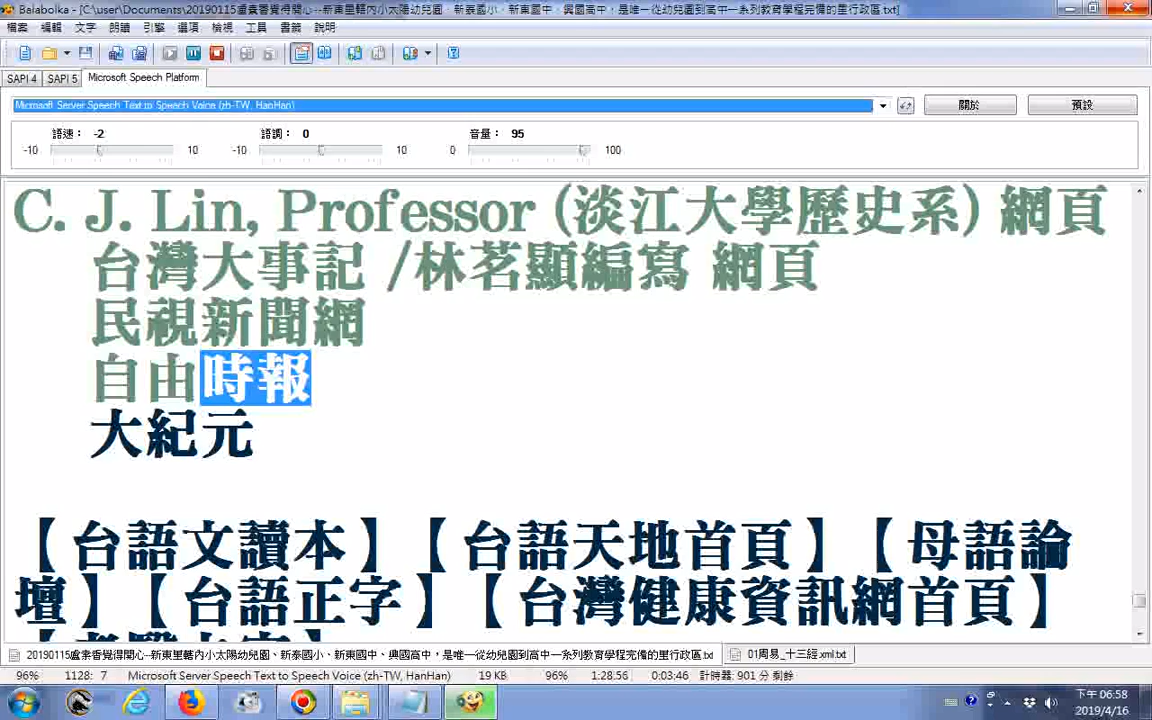 Balabolka - [C:\user\Documents\20190115盧素香覺得開心--新東里轄內小太陽幼兒園、新泰國小、新東國中、興國高中，是唯一從幼兒園到高中一系列教育學程完備的里行政區.txt]
檔案 編輯 文字 朗讀 引擎 選項 檢視 工具 書籤 說明
SAPI 4 SAPI 5 Microsoft Speech Platform
Microsoft Server Speech Text to Speech Voice (zh-TW, HanHan) 關於 預設
語速： -2 語調： 0 音量： 95
-10 10 -10 10 0 100
C. J. Lin, Professor (淡江大學歷史系) 網頁
台灣大事記 /林茗顯編寫 網頁
民視新聞網
自由時報
大紀元
【台語文讀本】【台語天地首頁】【母語論
壇】【台語正字】【台灣健康資訊網首頁】
20190115盧素香覺得開心--新東里轄內小太陽幼兒園、新泰國小、新東國中、興國高中，是唯一從幼兒園到高中一系列教育學程完備的里行政區.txt 01周易_十三經.xml.txt
96% 1128: 7 Microsoft Server Speech Text to Speech Voice (zh-TW, HanHan) 19 KB 96% 1:28:56 0:03:46 計時器: 901 分 剩餘
下午 06:58
2019/4/16